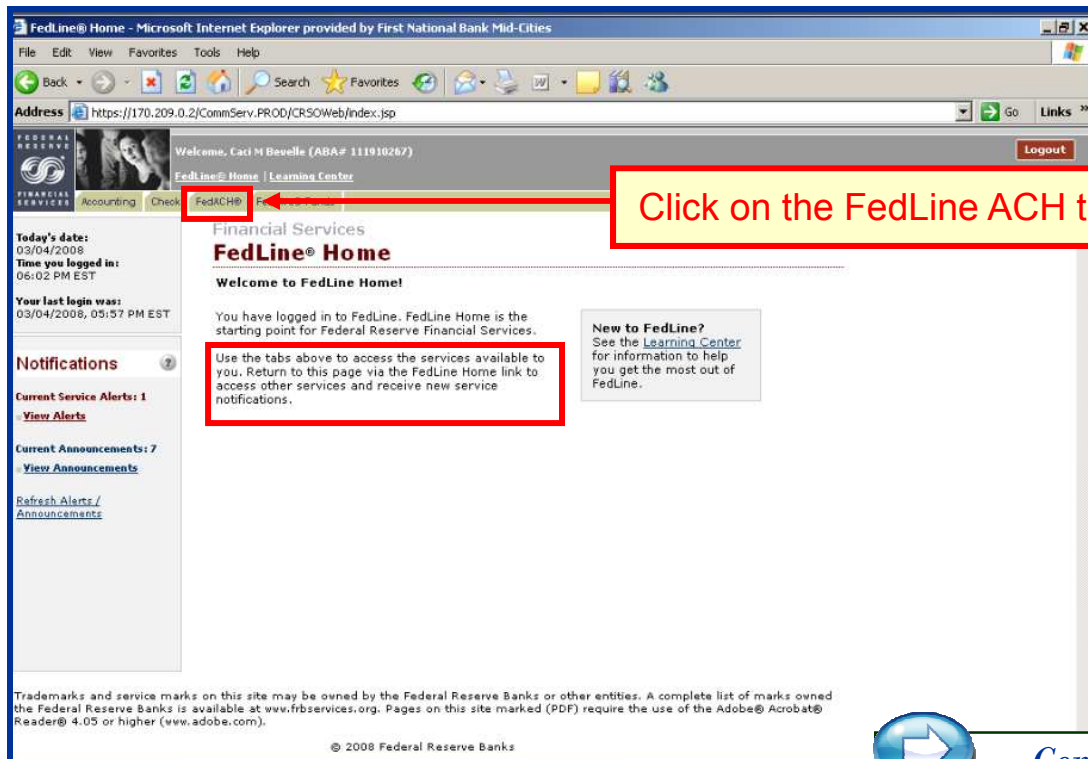 FedLine® Home - Microsoft Internet Explorer provided by First National Bank Mid-Cities
File Edit View Favorites Tools Help
Back Search Favorites
Address https://170.209.0.2/CommServ.PROD/CRSOWeb/index.jsp Go Links »
FEDERAL
RESERVE
FINANCIAL
SERVICES
Welcome, Caci M Bevelle (ABA# 111910267)
Logout
FedLine® Home | Learning Center
Accounting Check FedACH® Funds
Click on the FedLine ACH t
Today's date:
03/04/2008
Time you logged in:
06:02 PM EST
Your last login was:
03/04/2008, 05:57 PM EST
Notifications ?
Current Service Alerts: 1
View Alerts
Current Announcements: 7
View Announcements
Refresh Alerts /
Announcements
Financial Services
FedLine® Home
Welcome to FedLine Home!
You have logged in to FedLine. FedLine Home is the
starting point for Federal Reserve Financial Services.
Use the tabs above to access the services available to
you. Return to this page via the FedLine Home link to
access other services and receive new service
notifications.
New to FedLine?
See the Learning Center
for information to help
you get the most out of
FedLine.
Trademarks and service marks on this site may be owned by the Federal Reserve Banks or other entities. A complete list of marks owned
the Federal Reserve Banks is available at www.frbservices.org. Pages on this site marked (PDF) require the use of the Adobe® Acrobat®
Reader® 4.05 or higher (www.adobe.com).
© 2008 Federal Reserve Banks